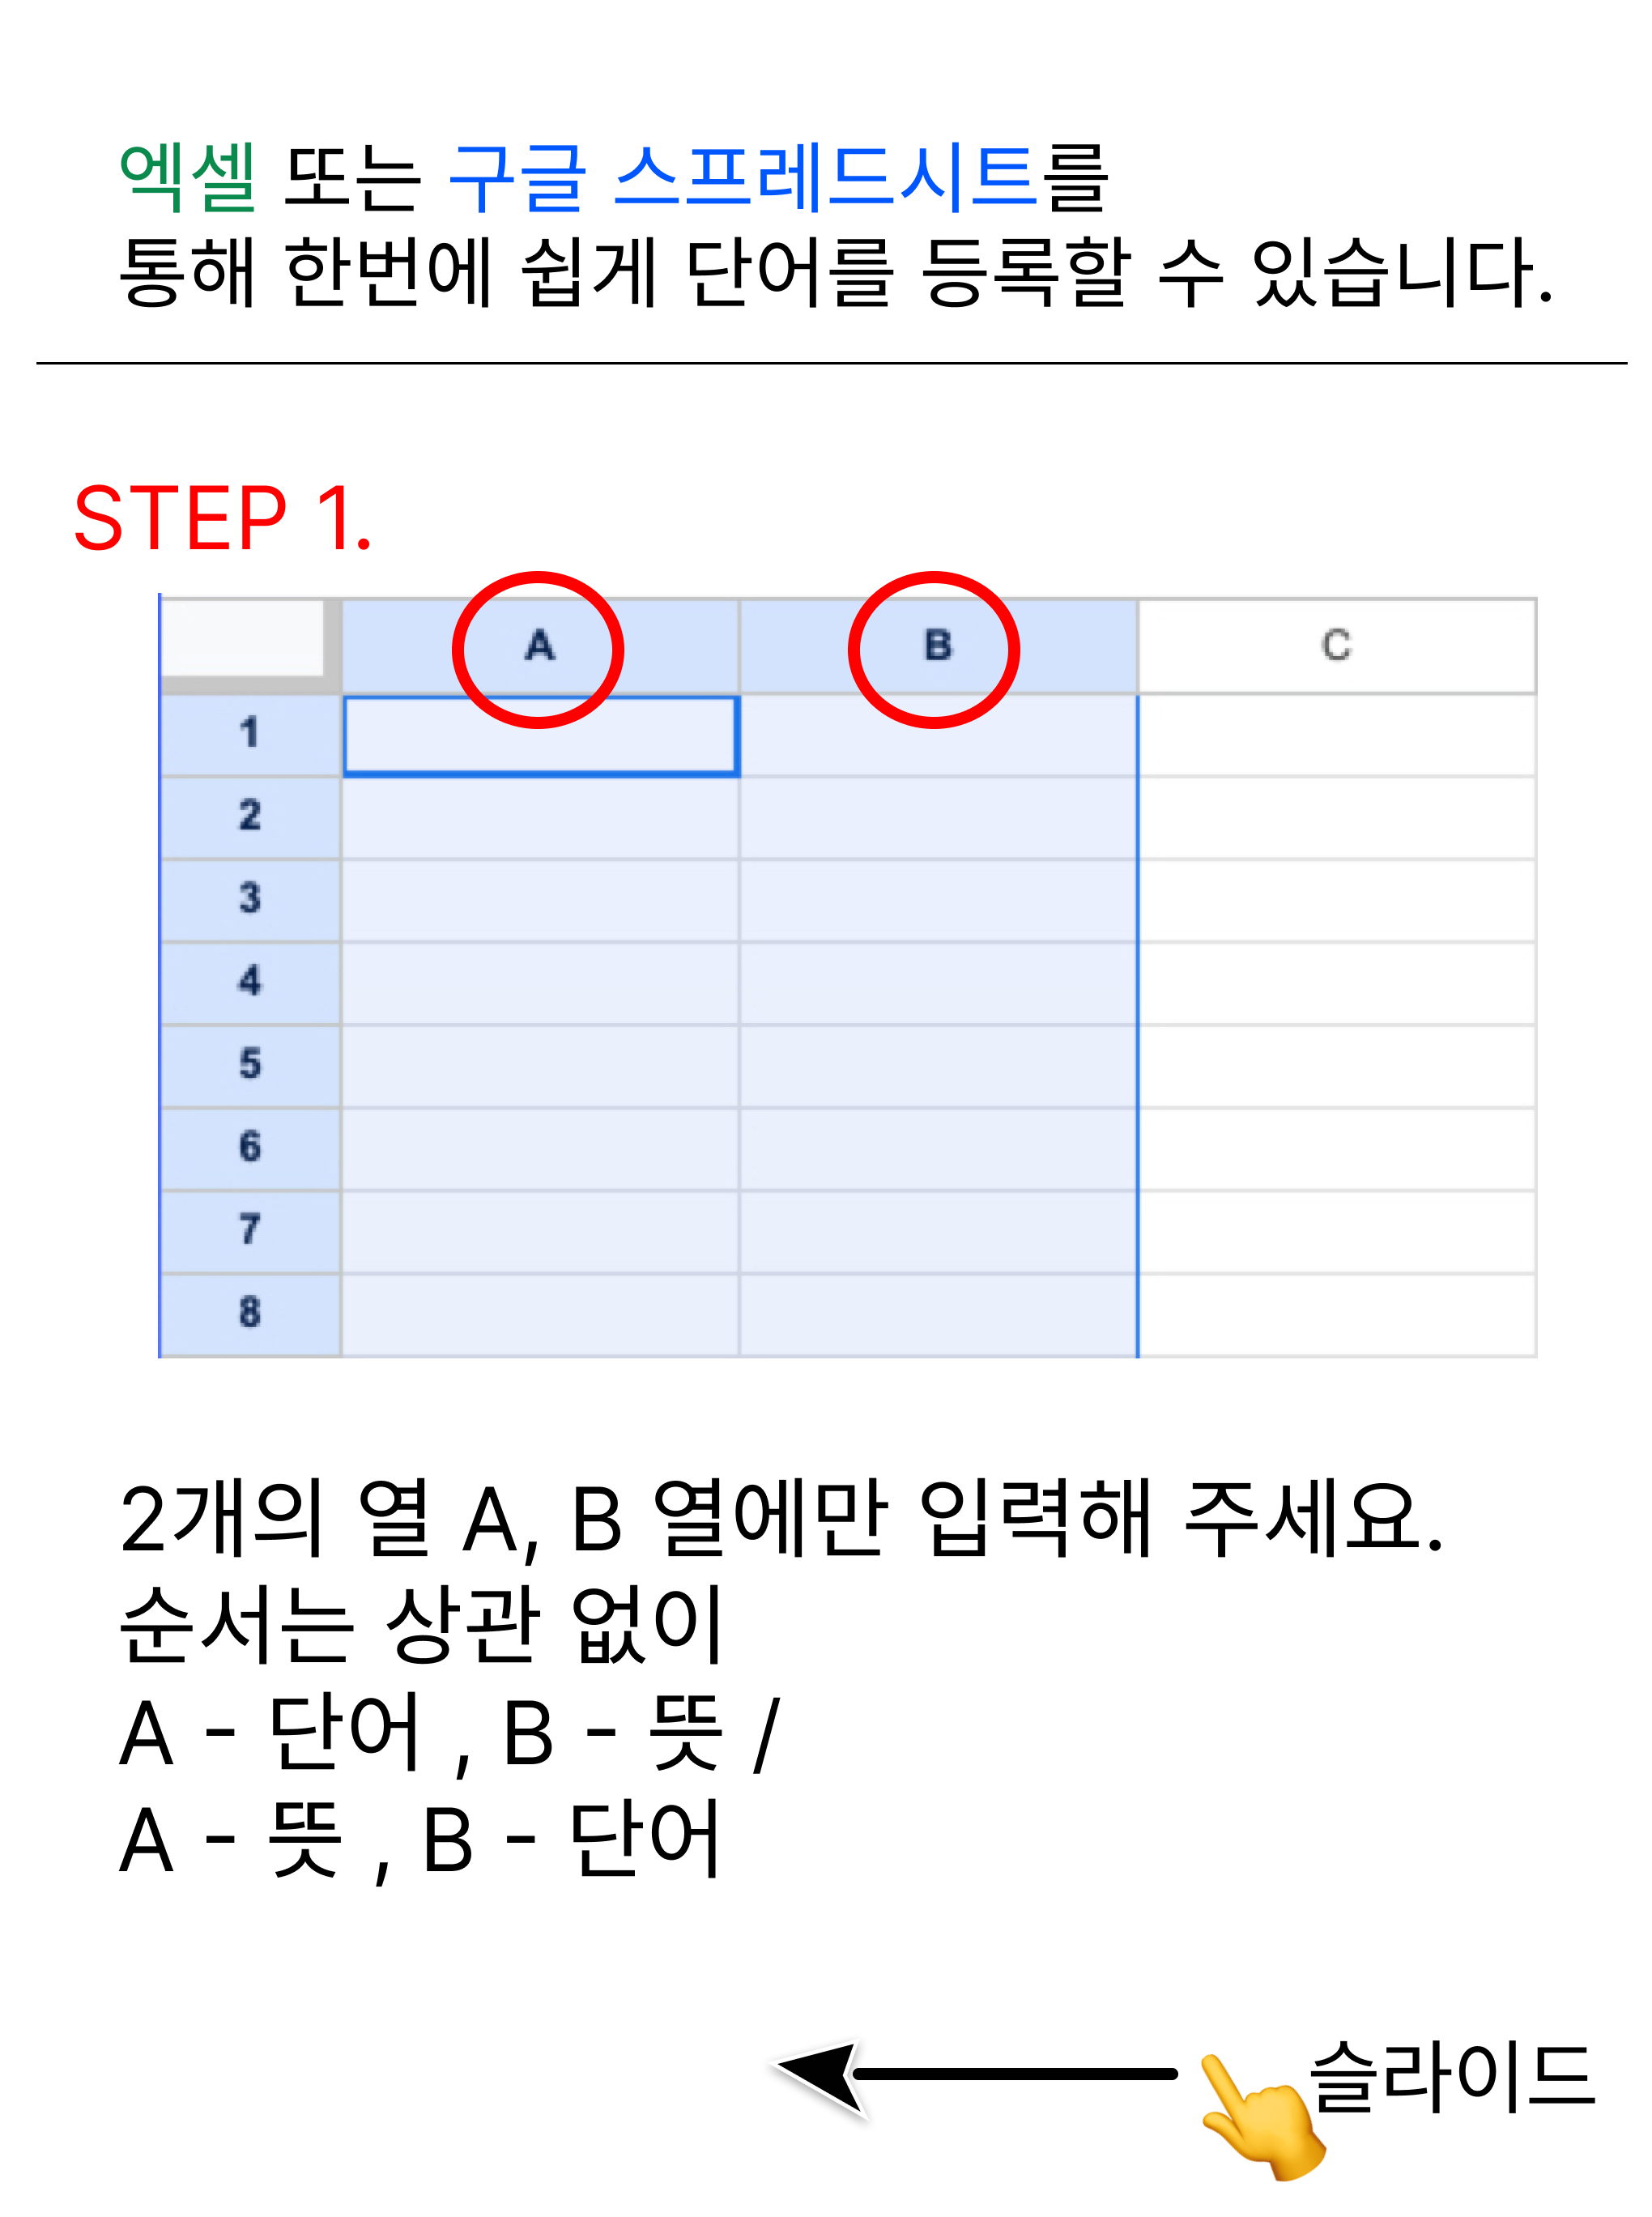 엑셀 또는 구글 스프레드시트를
통해 한번에 쉽게 단어를 등록할 수 있습니다.
STEP 1.
A B C
1
2
3
4
5
6
7
8
2개의 열 A, B 열에만 입력해 주세요.
순서는 상관 없이
A - 단어 , B - 뜻 /
A - 뜻 , B - 단어
슬라이드